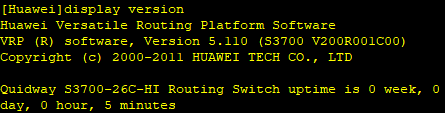 [Huawei]display version
Huawei Versatile Routing Platform Software
VRP (R) software, Version 5.110 (S3700 V200R001C00)
Copyright (c) 2000-2011 HUAWEI TECH CO., LTD

Quidway S3700-26C-HI Routing Switch uptime is 0 week, 0
day, 0 hour, 5 minutes